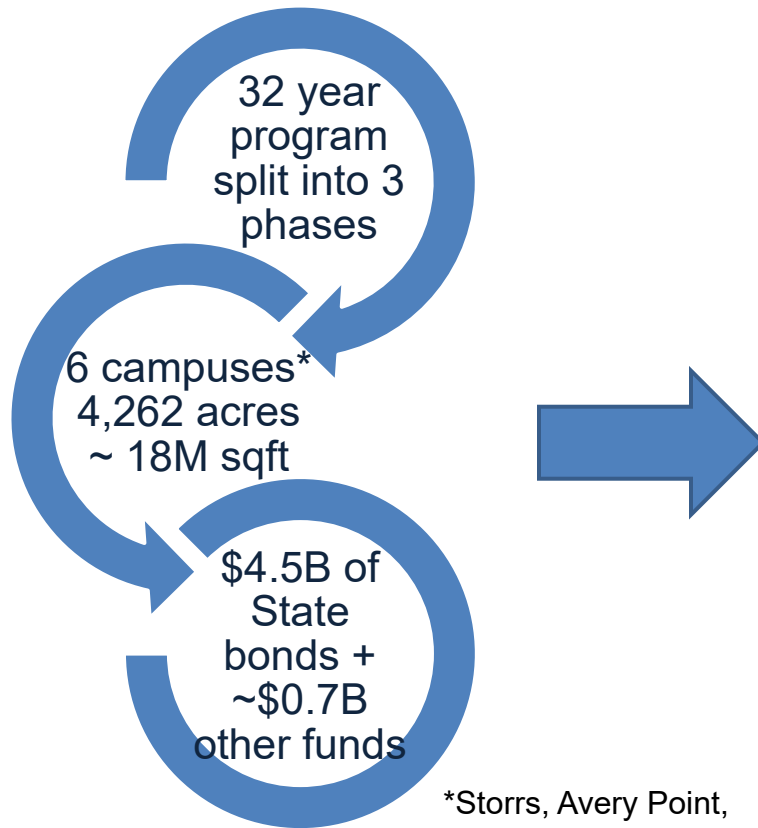 32 year
program
split into 3
phases
6 campuses*
4,262 acres
~ 18M sqft
$4.5B of
State
bonds +
~$0.7B
other funds
*Storrs, Avery Point,